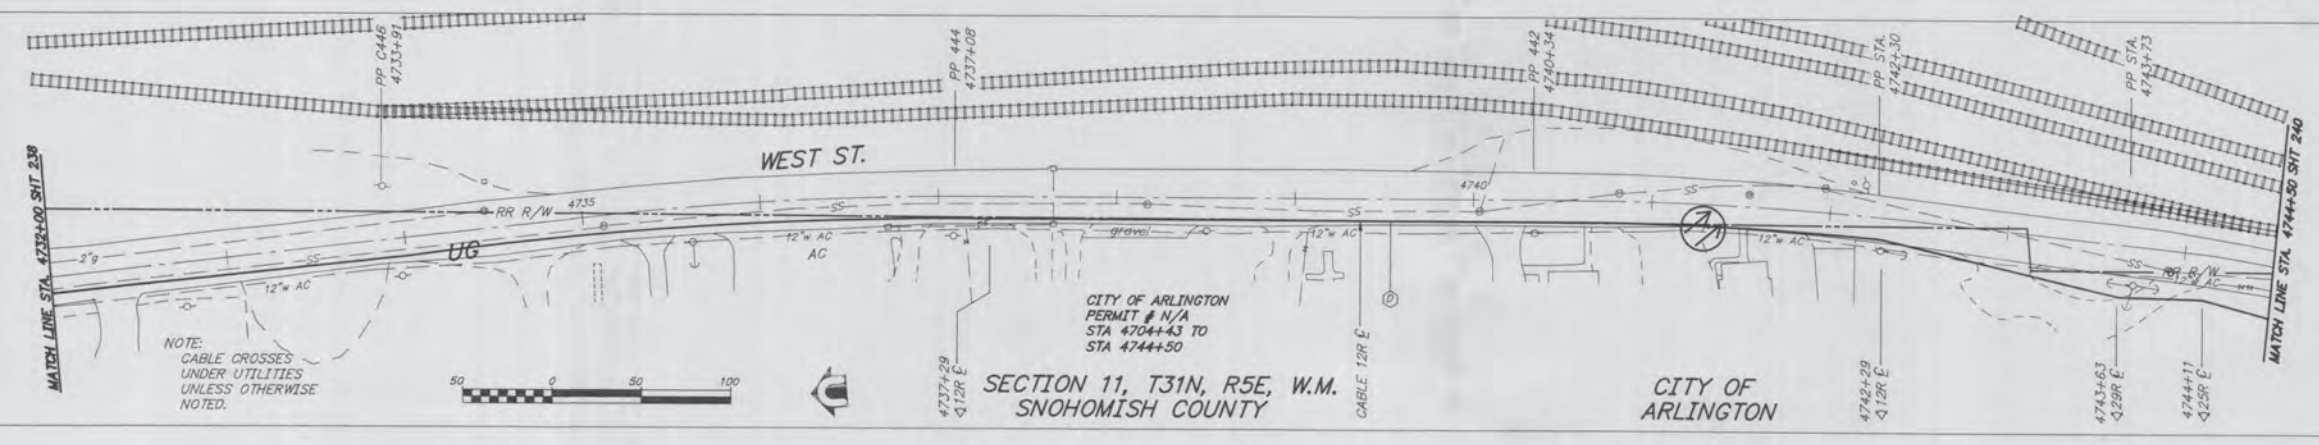 PP C446
4733+91
PP 444
4737+08
PP 442
4740+34
PP STA.
4742+30
PP STA.
4743+73
MATCH LINE STA. 4732+00 SHT 238
WEST ST.
MATCH LINE STA. 4744+50 SHT 240
RR R/W
4735
SS
4740
SS
SS
2"g
SS
UG
12"w AC
12"w AC
AC
gravel
12"w AC
12"w AC
SS
RR R/W
12"w AC
NOTE:
CABLE CROSSES
UNDER UTILITIES
UNLESS OTHERWISE
NOTED.
50 0 50 100
4737+29
12R ℄
CITY OF ARLINGTON
PERMIT # N/A
STA 4704+43 TO
STA 4744+50
SECTION 11, T31N, R5E, W.M.
SNOHOMISH COUNTY
D
CABLE 12R ℄
CITY OF
ARLINGTON
4742+29
12R ℄
4743+63
29R ℄
4744+11
25R ℄